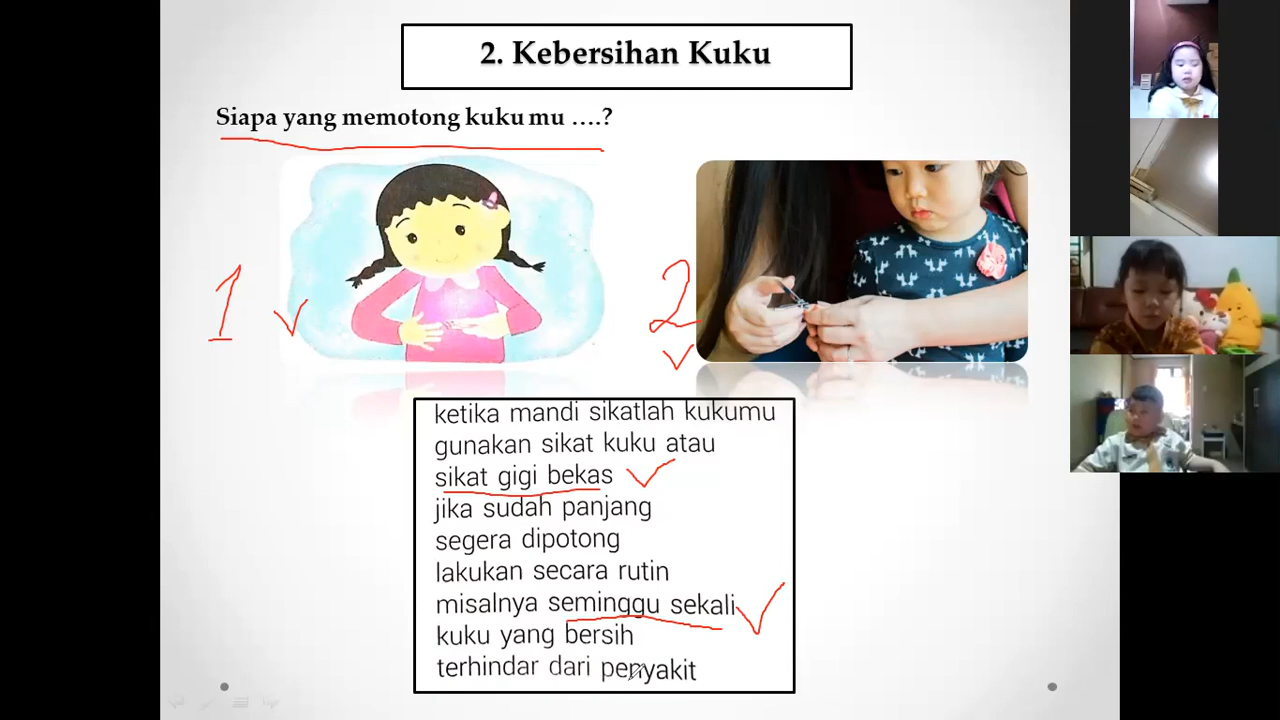 2. Kebersihan Kuku
Siapa yang memotong kuku mu ....?
1
2
ketika mandi sikatlah kukumu
gunakan sikat kuku atau
sikat gigi bekas
jika sudah panjang
segera dipotong
lakukan secara rutin
misalnya seminggu sekali
kuku yang bersih
terhindar dari penyakit